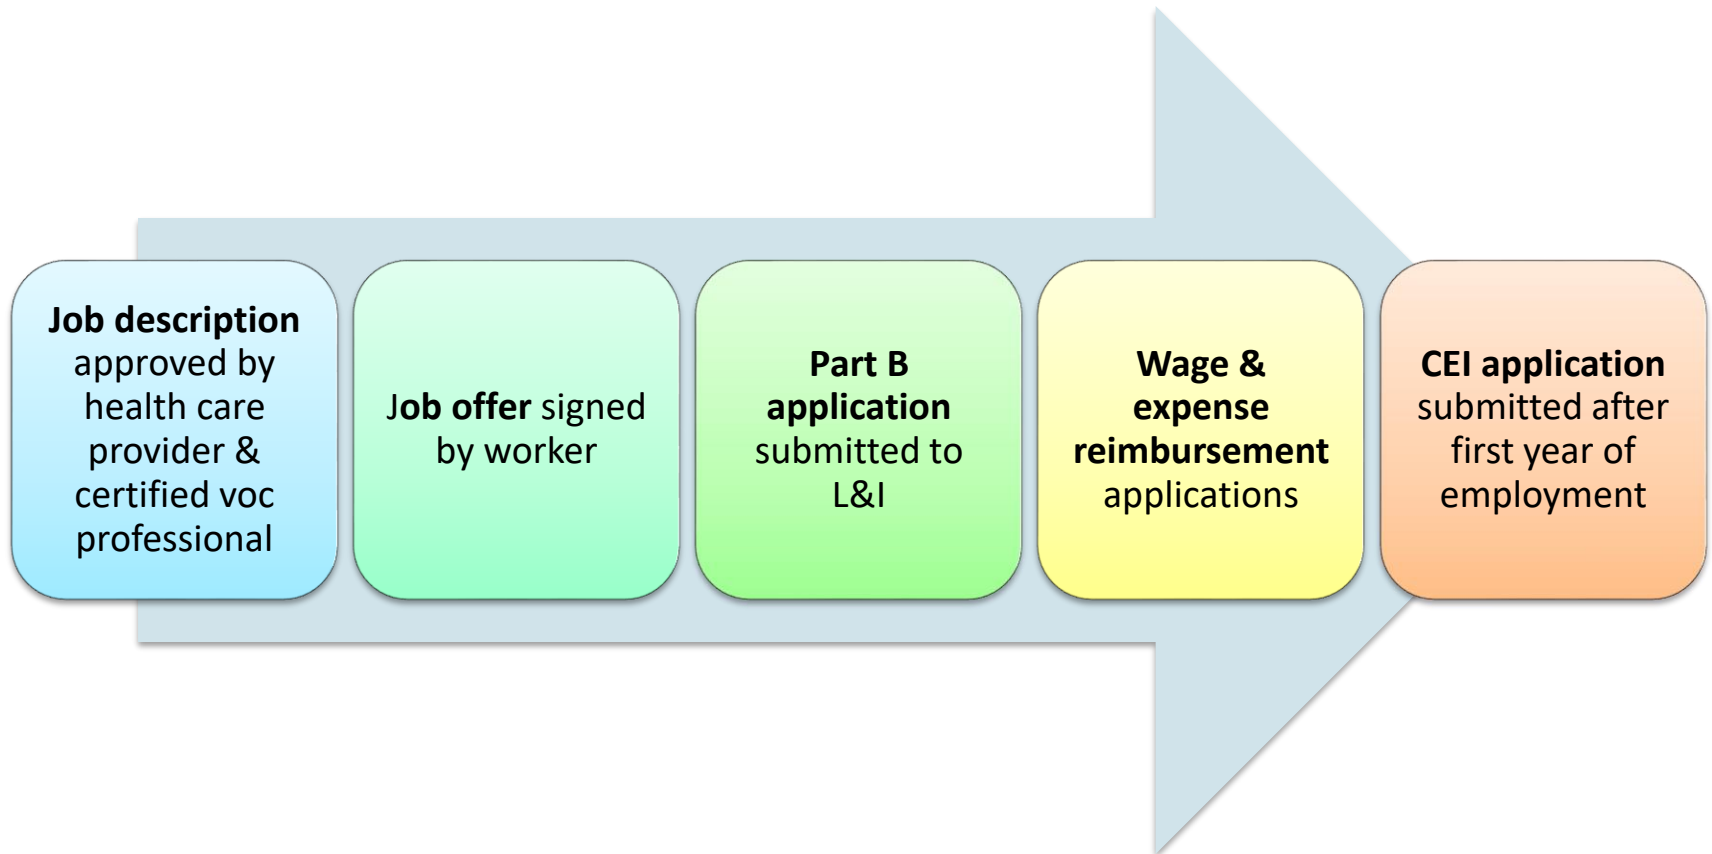 Job description
approved by
health care
provider &
certified voc
professional
Job offer signed
by worker
Part B
application
submitted to
L&I
Wage &
expense
reimbursement
applications
CEI application
submitted after
first year of
employment